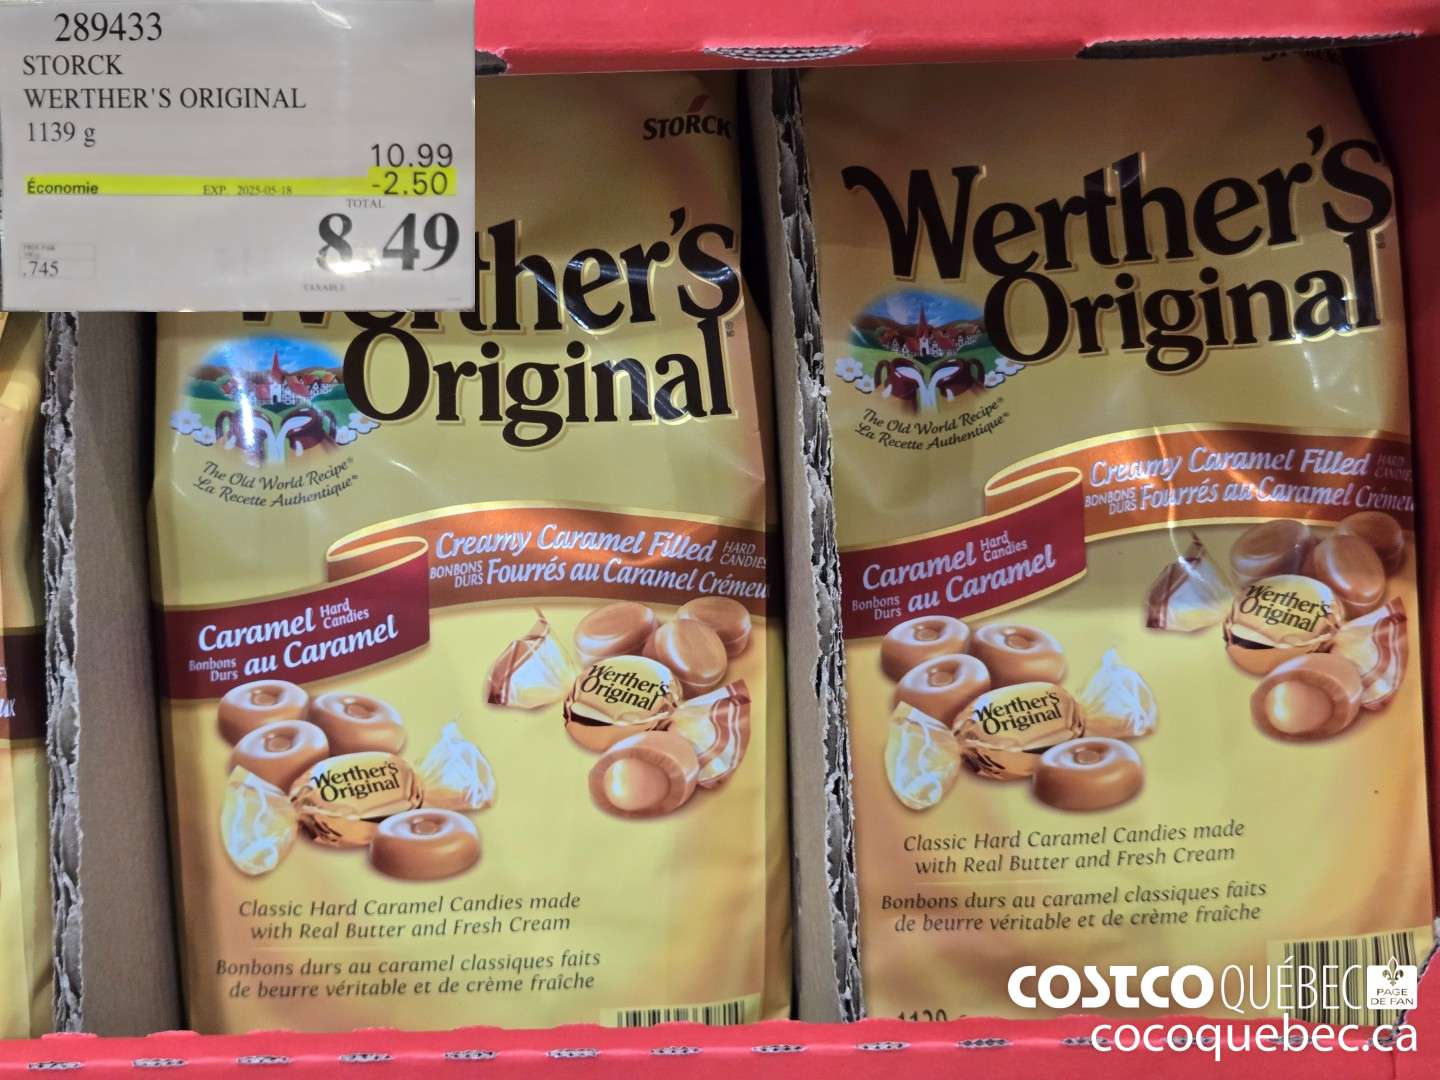 289433
STORCK
WERTHER'S ORIGINAL
1139 g
10.99
Économie EXP. 2025-05-18 -2.50
TOTAL
8.49
.745
TAXABLE
STORCK
Werther's
Original
The Old World Recipe®
La Recette Authentique®
Creamy Caramel Filled HARD CANDIES
BONBONS DURS Fourrés au Caramel Crémeu
Caramel Hard Candies
Bonbons Durs au Caramel
Werther's
Original
Werther's
Original
Classic Hard Caramel Candies made
with Real Butter and Fresh Cream
Bonbons durs au caramel classiques faits
de beurre véritable et de crème fraîche
Werther's
Original
The Old World Recipe®
La Recette Authentique®
Creamy Caramel Filled HARD CANDIES
BONBONS DURS Fourrés au Caramel Crémeu
Caramel Hard Candies
Bonbons Durs au Caramel
Werther's
Original
Werther's
Original
Classic Hard Caramel Candies made
with Real Butter and Fresh Cream
Bonbons durs au caramel classiques faits
de beurre véritable et de crème fraîche
COSTCO QUÉBEC PAGE DE FAN
cocoquebec.ca